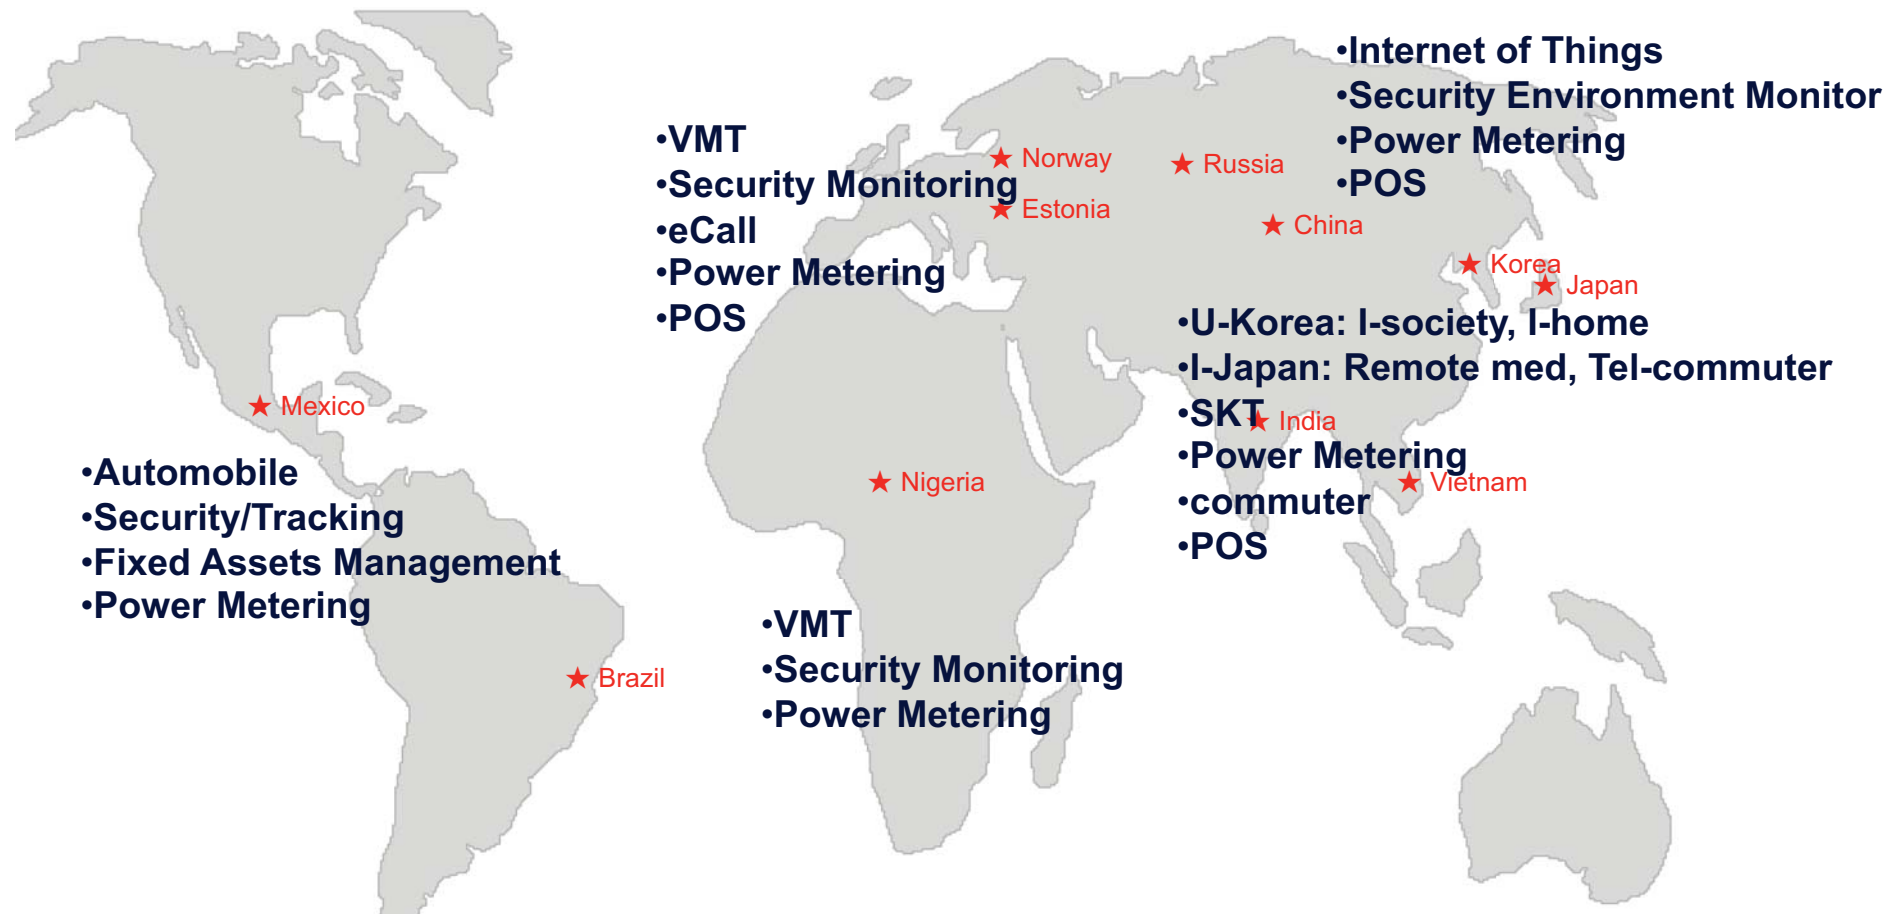 •Internet of Things
•Security Environment Monitor
•Power Metering
•POS
•VMT
•Security Monitoring
•eCall
•Power Metering
•POS
★ Norway
★ Estonia
★ Russia
★ China
★ Korea
★ Japan
•U-Korea: I-society, I-home
•I-Japan: Remote med, Tel-commuter
•SKT
•Power Metering
•commuter
•POS
★ India
★ Vietnam
★ Mexico
•Automobile
•Security/Tracking
•Fixed Assets Management
•Power Metering
★ Nigeria
•VMT
•Security Monitoring
•Power Metering
★ Brazil